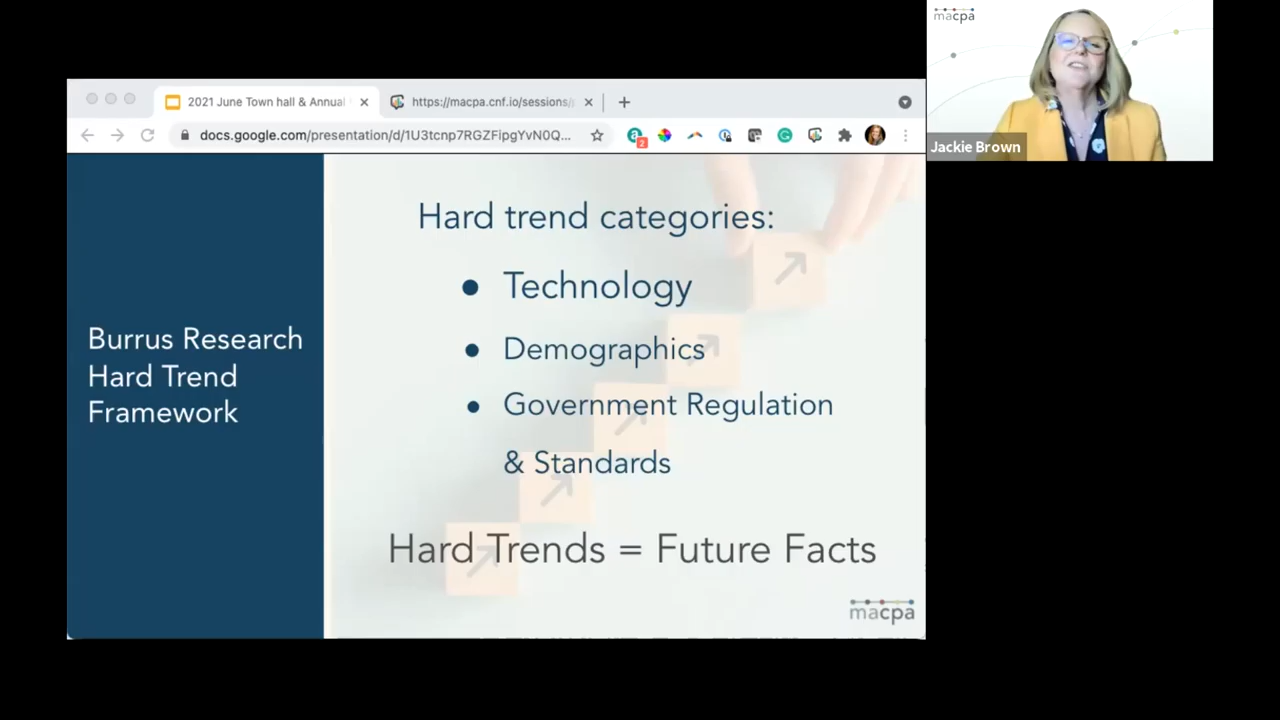 macpa
Jackie Brown
2021 June Town hall & Annual
https://macpa.cnf.io/sessions/
docs.google.com/presentation/d/1U3tcnp7RGZFipgYvN0Q...
2
Burrus Research
Hard Trend
Framework
Hard trend categories:
● Technology
● Demographics
● Government Regulation
& Standards
Hard Trends = Future Facts
macpa